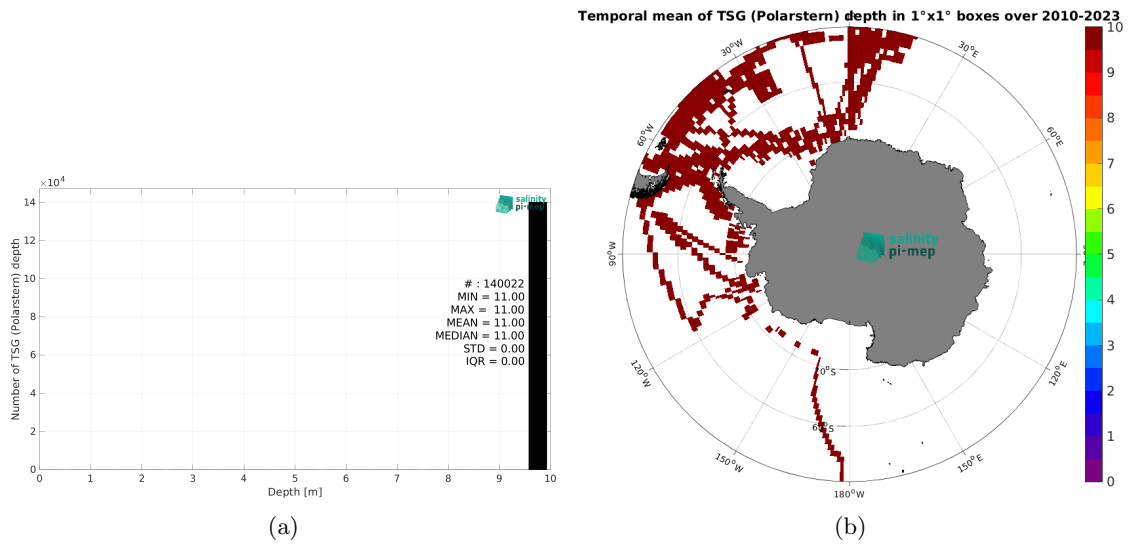 Temporal mean of TSG (Polarstern) depth in 1°x1° boxes over 2010-2023
×10⁴
14
12
10
8
6
4
2
0
Number of TSG (Polarstern) depth
salinity
pi-mep
# : 140022
MIN = 11.00
MAX = 11.00
MEAN = 11.00
MEDIAN = 11.00
STD = 0.00
IQR = 0.00
0 1 2 3 4 5 6 7 8 9 10
Depth [m]
(a)
30°W
30°E
60°W
60°E
90°W
120°W
120°E
150°W
150°E
180°W
salinity
pi-mep
10
9
8
7
6
5
4
3
2
1
0
(b)